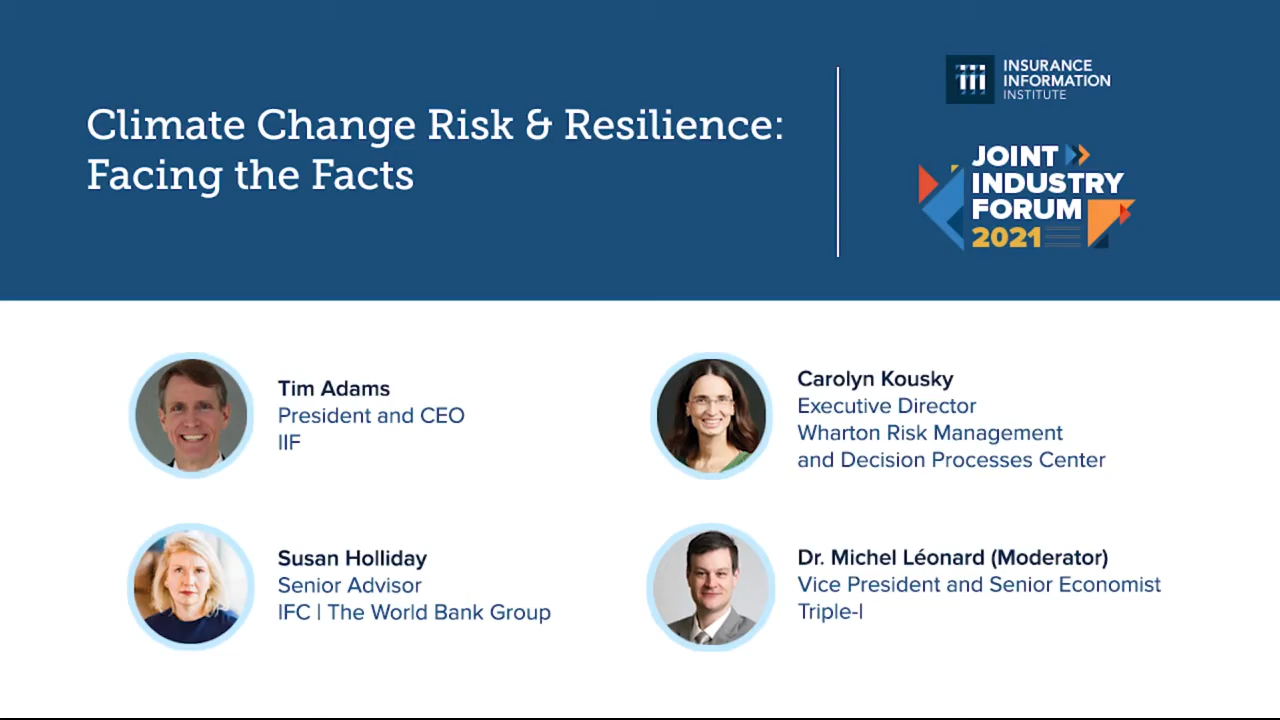 Climate Change Risk & Resilience:
Facing the Facts
INSURANCE
INFORMATION
INSTITUTE
JOINT
INDUSTRY
FORUM
2021
Tim Adams
President and CEO
IIF
Carolyn Kousky
Executive Director
Wharton Risk Management
and Decision Processes Center
Susan Holliday
Senior Advisor
IFC | The World Bank Group
Dr. Michel Léonard (Moderator)
Vice President and Senior Economist
Triple-I